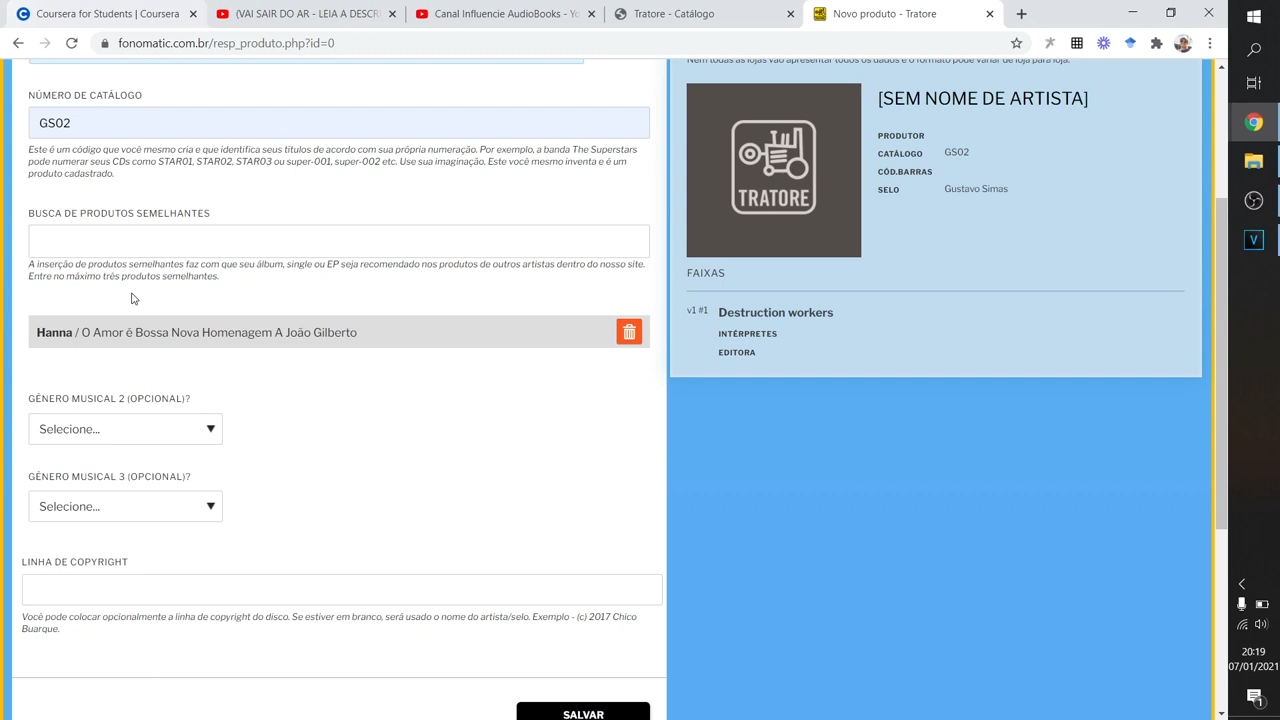 Coursera for Students | Coursera
(VAI SAIR DO AR - LEIA A DESCR
Canal Influencie AudioBooks - Yo
Tratore - Catálogo
Novo produto - Tratore
fonomatic.com.br/resp_produto.php?id=0
Nem todas as lojas vão apresentar todos os dados e o formato pode variar de loja para loja.
NÚMERO DE CATÁLOGO
GS02
Este é um código que você mesmo cria e que identifica seus títulos de acordo com sua própria numeração. Por exemplo, a banda The Superstars
pode numerar seus CDs como STAR01, STAR02, STAR03 ou super-001, super-002 etc. Use sua imaginação. Este você mesmo inventa e é um
produto cadastrado.
BUSCA DE PRODUTOS SEMELHANTES
A inserção de produtos semelhantes faz com que seu álbum, single ou EP seja recomendado nos produtos de outros artistas dentro do nosso site.
Entre no máximo três produtos semelhantes.
Hanna / O Amor é Bossa Nova Homenagem A João Gilberto
GÊNERO MUSICAL 2 (OPCIONAL)?
Selecione...
GÊNERO MUSICAL 3 (OPCIONAL)?
Selecione...
LINHA DE COPYRIGHT
Você pode colocar opcionalmente a linha de copyright do disco. Se estiver em branco, será usado o nome do artista/selo. Exemplo - (c) 2017 Chico
Buarque.
SALVAR
TRATORE
[SEM NOME DE ARTISTA]
PRODUTOR
CATÁLOGO GS02
CÓD.BARRAS
SELO Gustavo Simas
FAIXAS
v1 #1 Destruction workers
INTÉRPRETES
EDITORA
20:19
07/01/2021
1